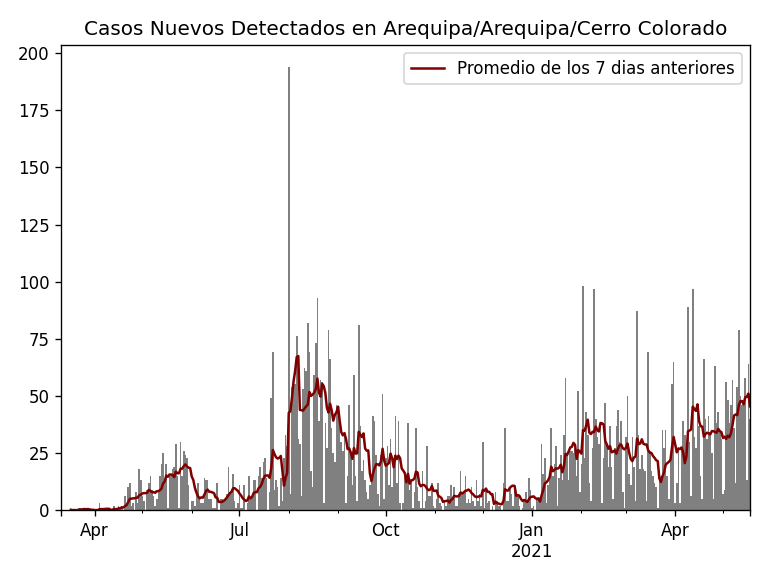 Casos Nuevos Detectados en Arequipa/Arequipa/Cerro Colorado
Promedio de los 7 dias anteriores
200
175
150
125
100
75
50
25
0
Apr
Jul
Oct
Jan
2021
Apr